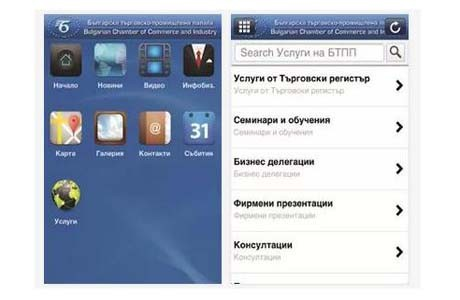 Българска търговско-промишлена палата
Bulgarian Chamber of Commerce and Industry
Начало
Новини
Видео
Инфобиз.
Карта
Галерия
Контакти
31
Събития
Услуги
Българска търговско-промишлена палата
Bulgarian Chamber of Commerce and Industry
Search Услуги на БТПП
Услуги от Търговски регистър
Услуги от Търговски регистър
Семинари и обучения
Семинари и обучения
Бизнес делегации
Бизнес делегации
Фирмени презентации
Фирмени презентации
Консултации
Консултации